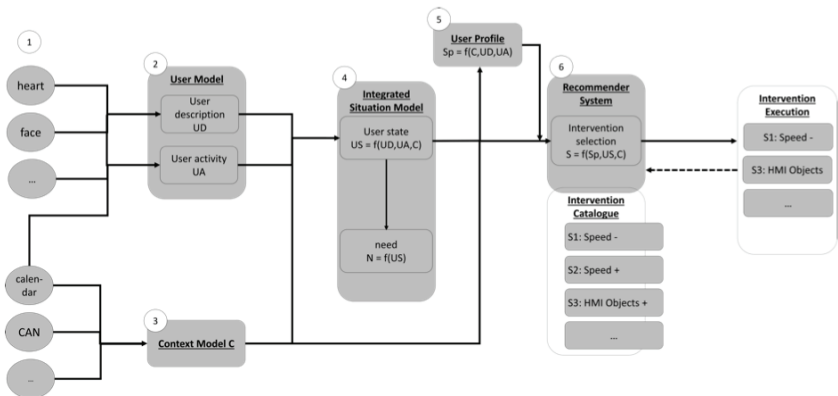 1
heart
face
...
calen-
dar
CAN
...
2
User Model
User
description
UD
User activity
UA
3
Context Model C
4
Integrated
Situation Model
User state
US = f(UD,UA,C)
need
N = f(US)
5
User Profile
Sp = f(C,UD,UA)
6
Recommender
System
Intervention
selection
S = f(Sp,US,C)
Intervention
Catalogue
S1: Speed -
S2: Speed +
S3: HMI Objects +
...
Intervention
Execution
S1: Speed -
S3: HMI Objects
...